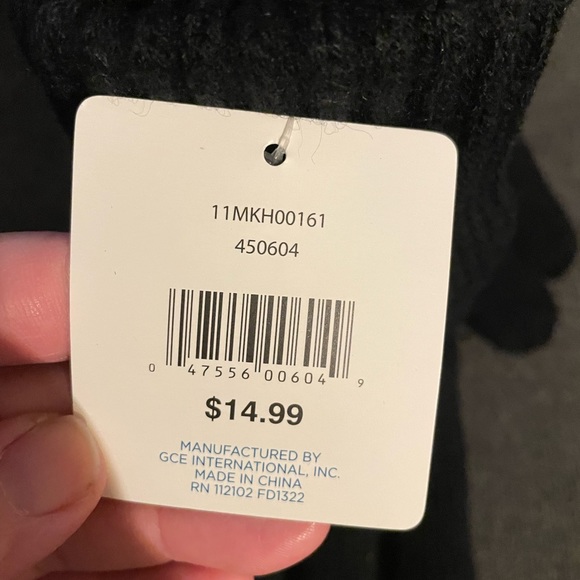 11MKH00161
450604
0 47556 00604 9
$14.99
MANUFACTURED BY
GCE INTERNATIONAL, INC.
MADE IN CHINA
RN 112102 FD1322